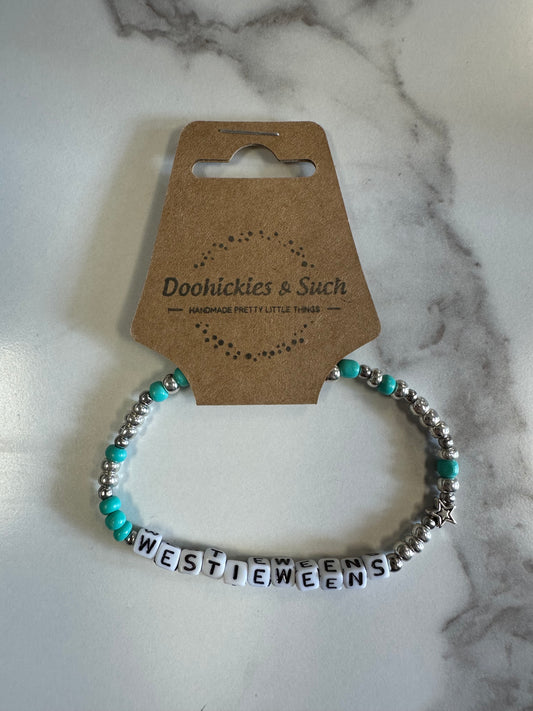 Doohickies & Such
HANDMADE PRETTY LITTLE THINGS
WESTIEWEENS